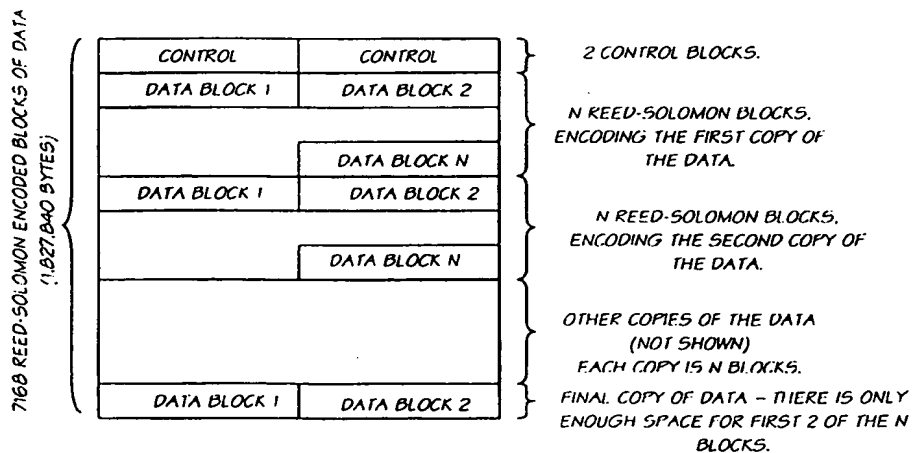 7168 REED-SOLOMON ENCODED BLOCKS OF DATA
(1,827,840 BYTES)
CONTROL CONTROL
2 CONTROL BLOCKS.
DATA BLOCK 1 DATA BLOCK 2
DATA BLOCK N
N REED-SOLOMON BLOCKS,
ENCODING THE FIRST COPY OF
THE DATA.
DATA BLOCK 1 DATA BLOCK 2
DATA BLOCK N
N REED-SOLOMON BLOCKS,
ENCODING THE SECOND COPY OF
THE DATA.
OTHER COPIES OF THE DATA
(NOT SHOWN)
EACH COPY IS N BLOCKS.
DATA BLOCK 1 DATA BLOCK 2
FINAL COPY OF DATA – THERE IS ONLY
ENOUGH SPACE FOR FIRST 2 OF THE N
BLOCKS.